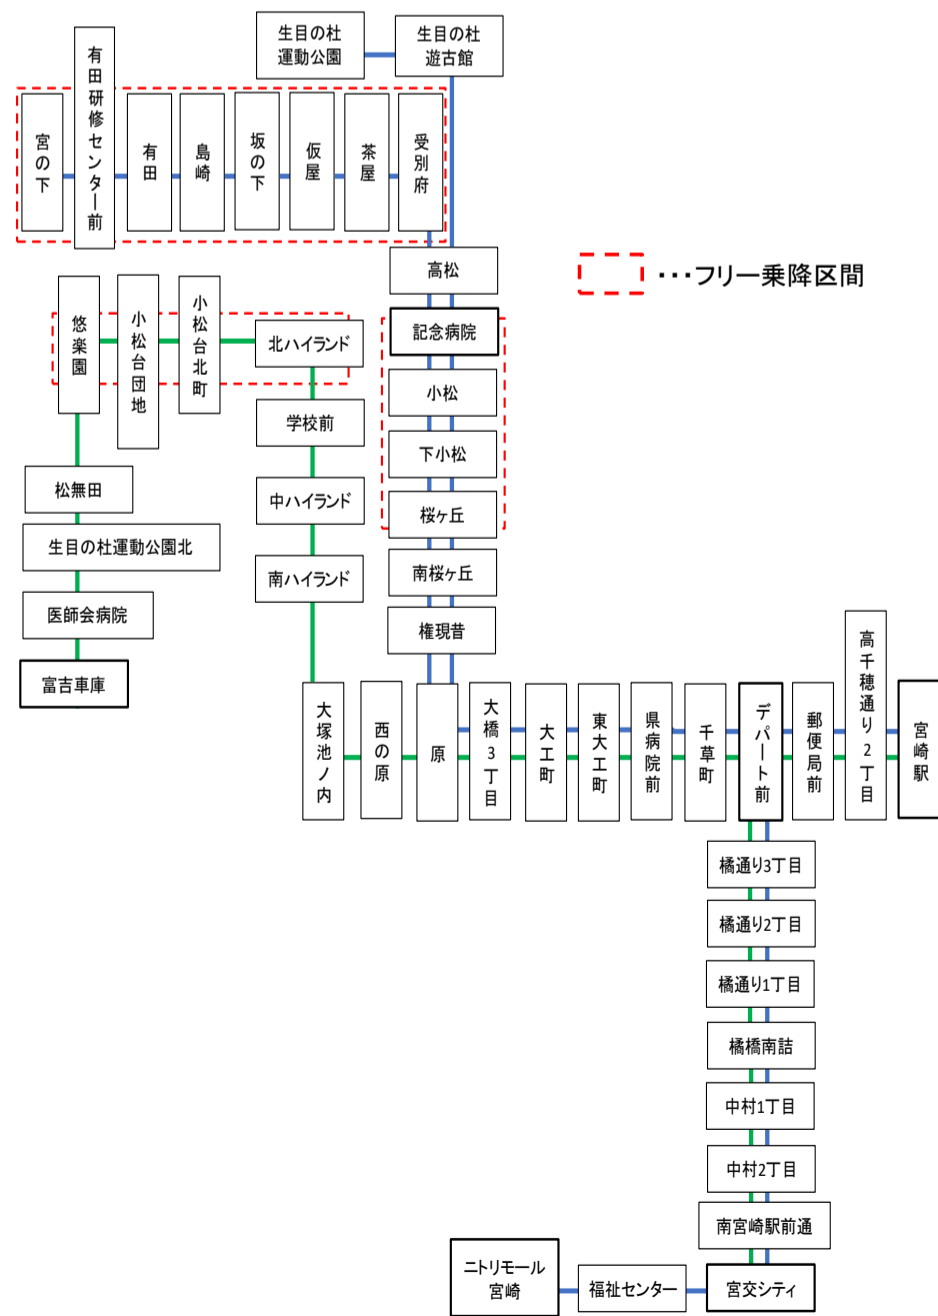 生目の杜
運動公園
生目の杜
遊古館
宮の下
有田研修センター前
有田
島崎
坂の下
仮屋
茶屋
受別府
高松
･･･フリー乗降区間
悠楽園
小松台団地
小松台北町
北ハイランド
記念病院
小松
学校前
下小松
松無田
中ハイランド
桜ヶ丘
生目の杜運動公園北
南ハイランド
南桜ヶ丘
医師会病院
権現昔
富吉車庫
大塚池ノ内
西の原
原
大橋3丁目
大工町
東大工町
県病院前
千草町
デパート前
郵便局前
高千穂通り2丁目
宮崎駅
橘通り3丁目
橘通り2丁目
橘通り1丁目
橘橋南詰
中村1丁目
中村2丁目
南宮崎駅前通
ニトリモール
宮崎
福祉センター
宮交シティ